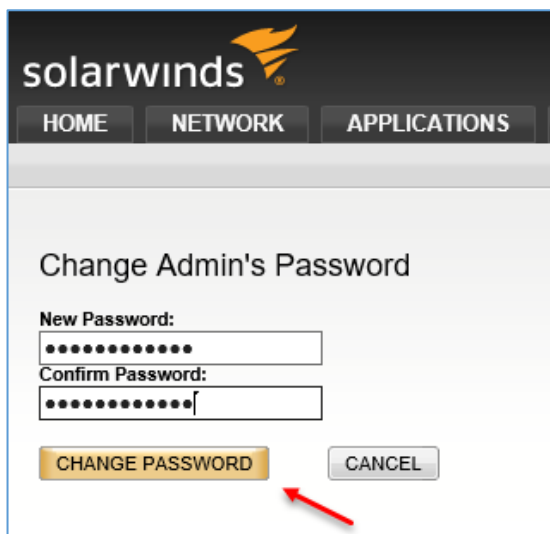 solarwinds
HOME NETWORK APPLICATIONS
Change Admin's Password
New Password:
••••••••••••
Confirm Password:
••••••••••••
CHANGE PASSWORD CANCEL